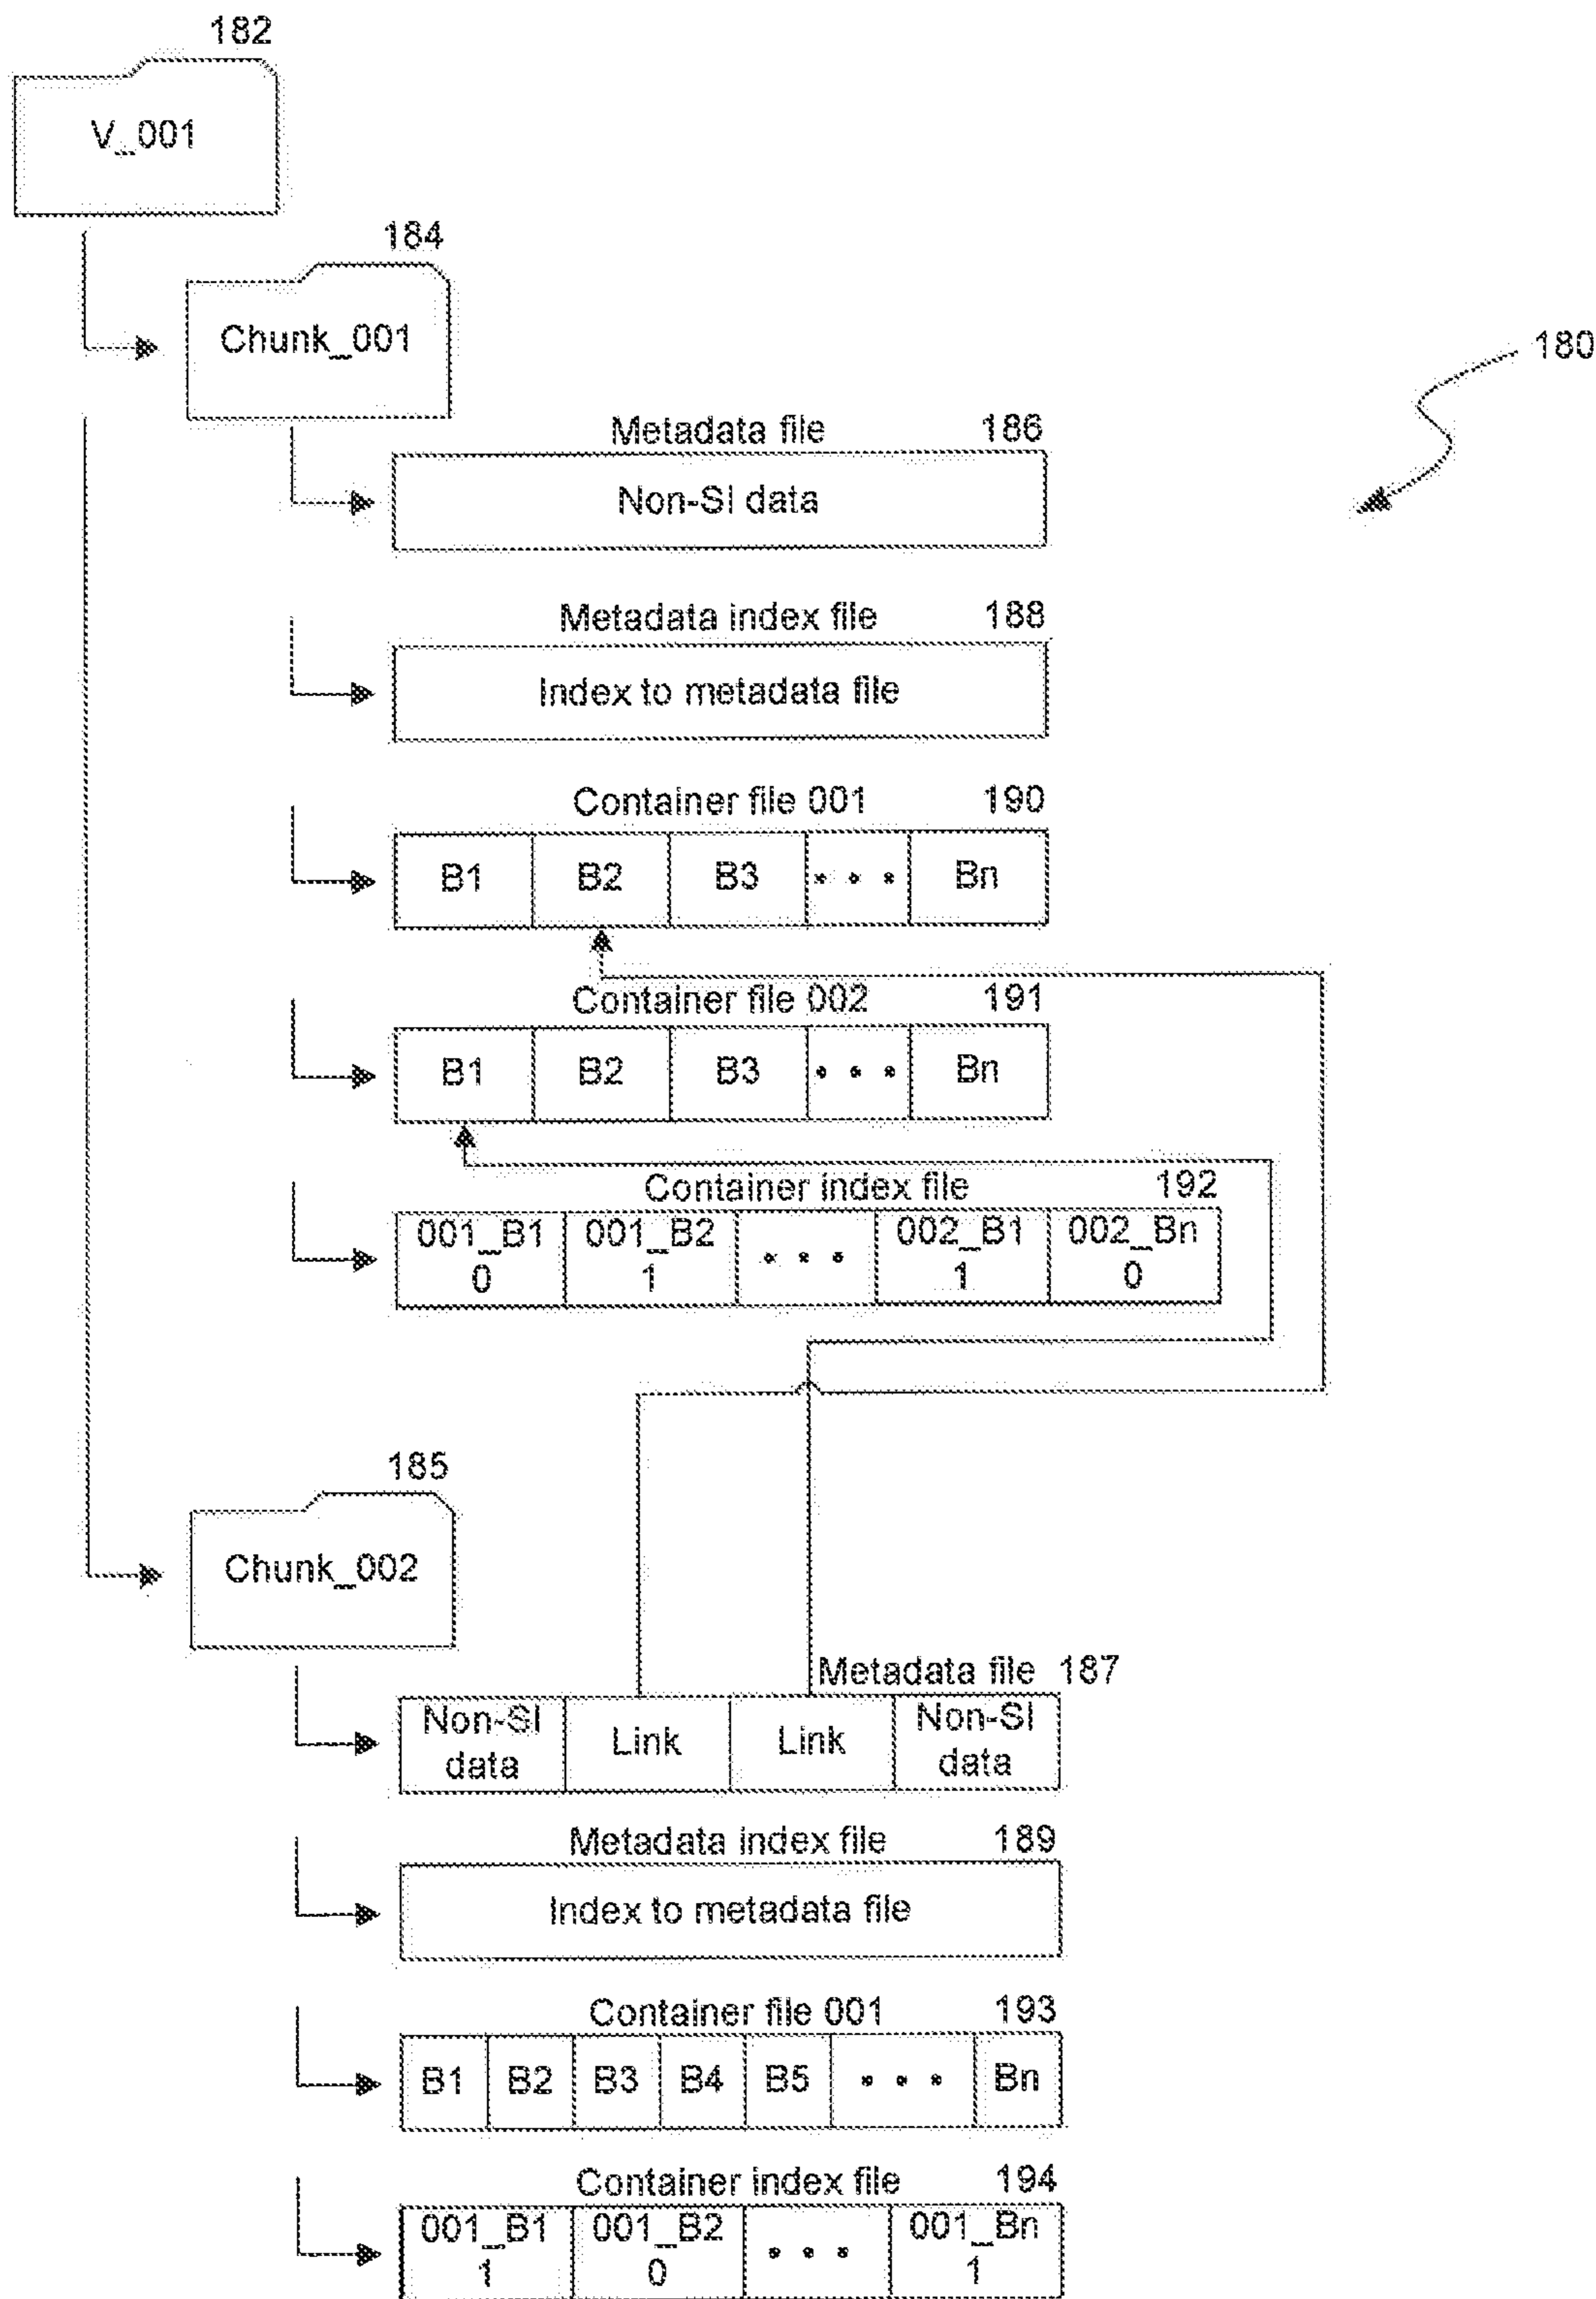 182
V_001
184
Chunk_001
180
Metadata file 186
Non-SI data
Metadata index file 188
Index to metadata file
Container file 001 190
B1 B2 B3 • • • Bn
Container file 002 191
B1 B2 B3 • • • Bn
Container index file 192
001_B1 001_B2 • • • 002_B1 002_Bn
0 1 1 0
185
Chunk_002
Metadata file 187
Non-SI data Link Link Non-SI data
Metadata index file 189
Index to metadata file
Container file 001 193
B1 B2 B3 B4 B5 • • • Bn
Container index file 194
001_B1 001_B2 • • • 001_Bn
1 0 1